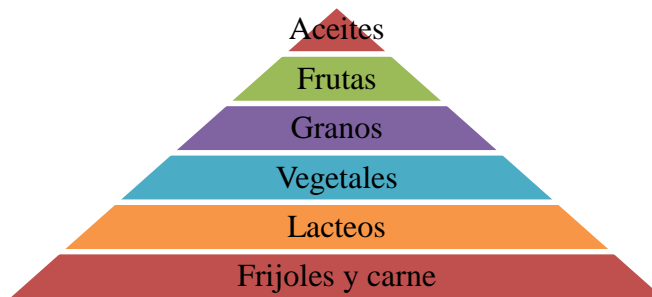 Aceites
Frutas
Granos
Vegetales
Lacteos
Frijoles y carne